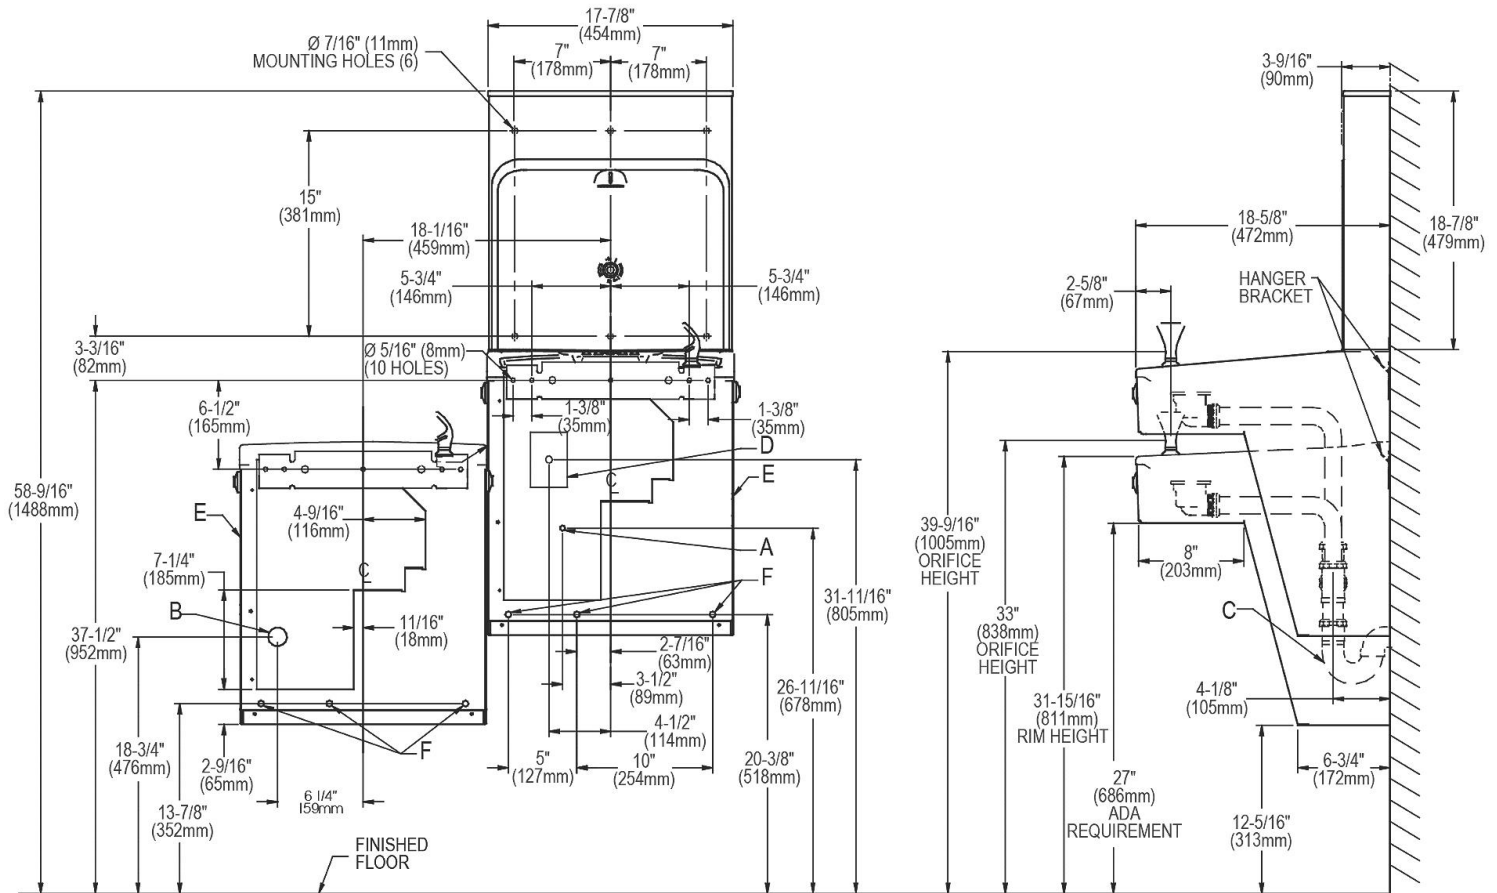 17-7/8"
(454mm)
Ø 7/16" (11mm)
MOUNTING HOLES (6)
7"
(178mm)
7"
(178mm)
15"
(381mm)
18-1/16"
(459mm)
5-3/4"
(146mm)
5-3/4"
(146mm)
3-3/16"
(82mm)
Ø 5/16" (8mm)
(10 HOLES)
6-1/2"
(165mm)
1-3/8"
(35mm)
1-3/8"
(35mm)
D
E
58-9/16"
(1488mm)
E
4-9/16"
(116mm)
C
L
C
L
A
F
7-1/4"
(185mm)
B
11/16"
(18mm)
31-11/16"
(805mm)
37-1/2"
(952mm)
2-7/16"
(63mm)
3-1/2"
(89mm)
26-11/16"
(678mm)
4-1/2"
(114mm)
F
18-3/4"
(476mm)
2-9/16"
(65mm)
5"
(127mm)
10"
(254mm)
20-3/8"
(518mm)
6 1/4"
159mm
13-7/8"
(352mm)
FINISHED
FLOOR
3-9/16"
(90mm)
18-5/8"
(472mm)
18-7/8"
(479mm)
2-5/8"
(67mm)
HANGER
BRACKET
39-9/16"
(1005mm)
ORIFICE
HEIGHT
8"
(203mm)
33"
(838mm)
ORIFICE
HEIGHT
C
31-15/16"
(811mm)
RIM HEIGHT
4-1/8"
(105mm)
27"
(686mm)
ADA
REQUIREMENT
6-3/4"
(172mm)
12-5/16"
(313mm)